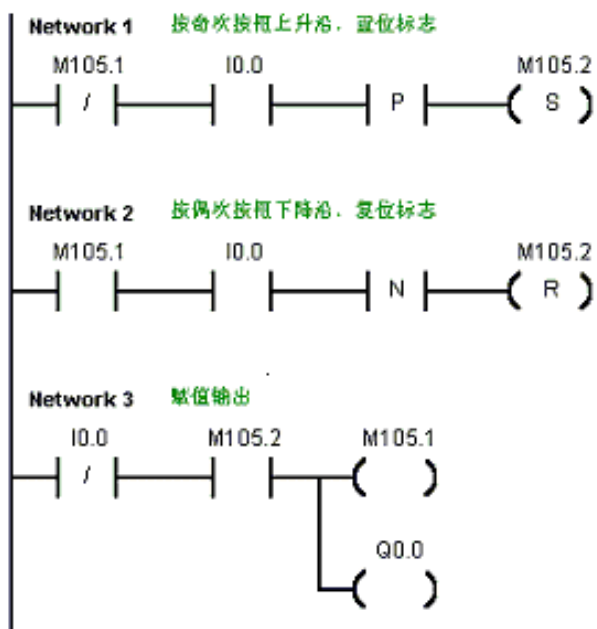 Network 1 按奇次按钮上升沿，置位标志
M105.1 I0.0 M105.2
/ P S
Network 2 按偶次按钮下降沿，复位标志
M105.1 I0.0 M105.2
N R
Network 3 赋值输出
I0.0 M105.2 M105.1
/
Q0.0